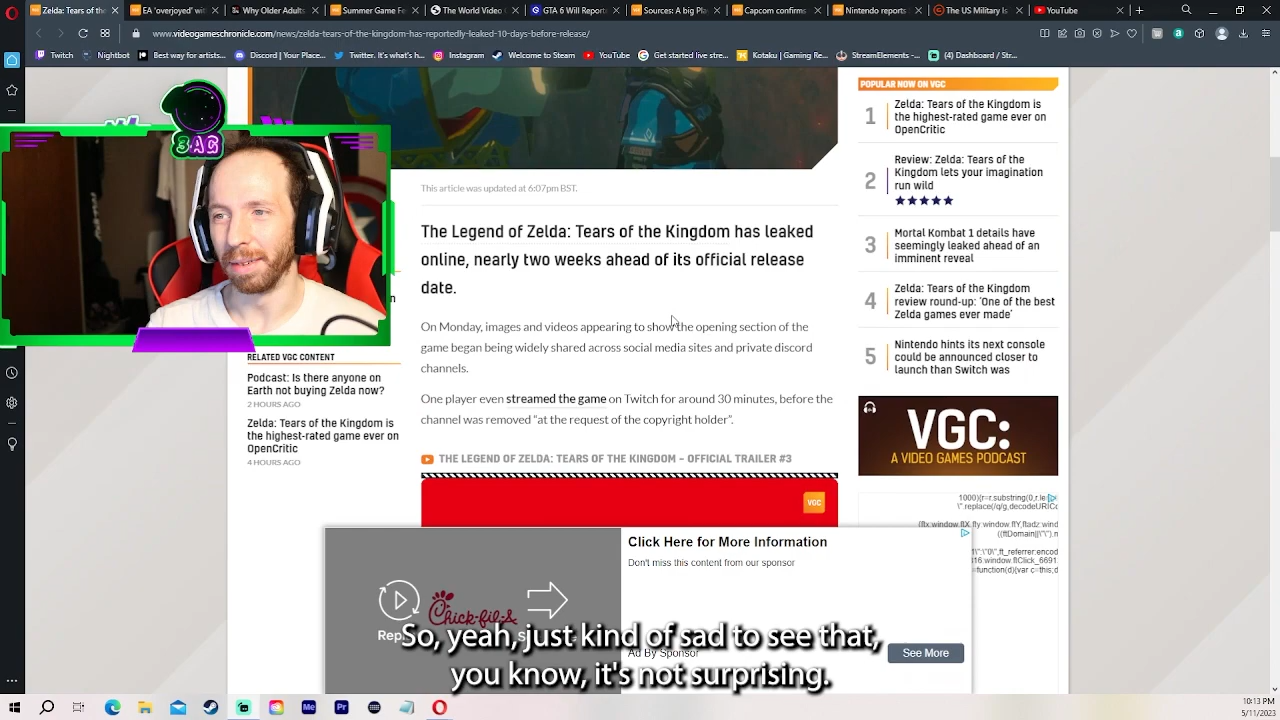 Zelda: Tears of the k
EA 'overjoyed' with
Why Older Adults
Summer Game Fe
The World Video
GTA 6 Will Report
Sources: A big Pla
Capcom confirms
Nintendo reports
The US Military Is
YouTube
www.videogameschronicle.com/news/zelda-tears-of-the-kingdom-has-reportedly-leaked-10-days-before-release/
Twitch
Nightbot
Discord | Your Place...
Twitter. It's what's h...
Instagram
Steam
Welcome to Steam
YouTube
Get started live stre...
Kotaku | Gaming Re...
StreamElements - ...
(4) Dashboard / Str...
3AG
This article was updated at 6:07pm BST.
The Legend of Zelda: Tears of the Kingdom has leaked
online, nearly two weeks ahead of its official release
date.
On Monday, images and videos appearing to show the opening section of the
game began being widely shared across social media sites and private discord
channels.
One player even streamed the game on Twitch for around 30 minutes, before the
channel was removed “at the request of the copyright holder”.
THE LEGEND OF ZELDA: TEARS OF THE KINGDOM – OFFICIAL TRAILER #3
VGC
RELATED VGC CONTENT
Podcast: Is there anyone on
Earth not buying Zelda now?
2 HOURS AGO
Zelda: Tears of the Kingdom is
the highest-rated game ever on
OpenCritic
4 HOURS AGO
POPULAR NOW ON VGC
1
Zelda: Tears of the Kingdom is
the highest-rated game ever on
OpenCritic
2
Review: Zelda: Tears of the
Kingdom lets your imagination
run wild
★★★★★
3
Mortal Kombat 1 details have
seemingly leaked ahead of an
imminent reveal
4
Zelda: Tears of the Kingdom
review round-up: ‘One of the best
Zelda games ever made’
5
Nintendo hints its next console
could be announced closer to
launch than Switch was
VGC:
A VIDEO GAMES PODCAST
Click Here for More Information
Don't miss this content from our sponsor
Chick-fil-A
Ad By Sponsor
See More
So, yeah, just kind of sad to see that,
you know, it's not surprising.
Me
Pr
10:13 PM
5/11/2023